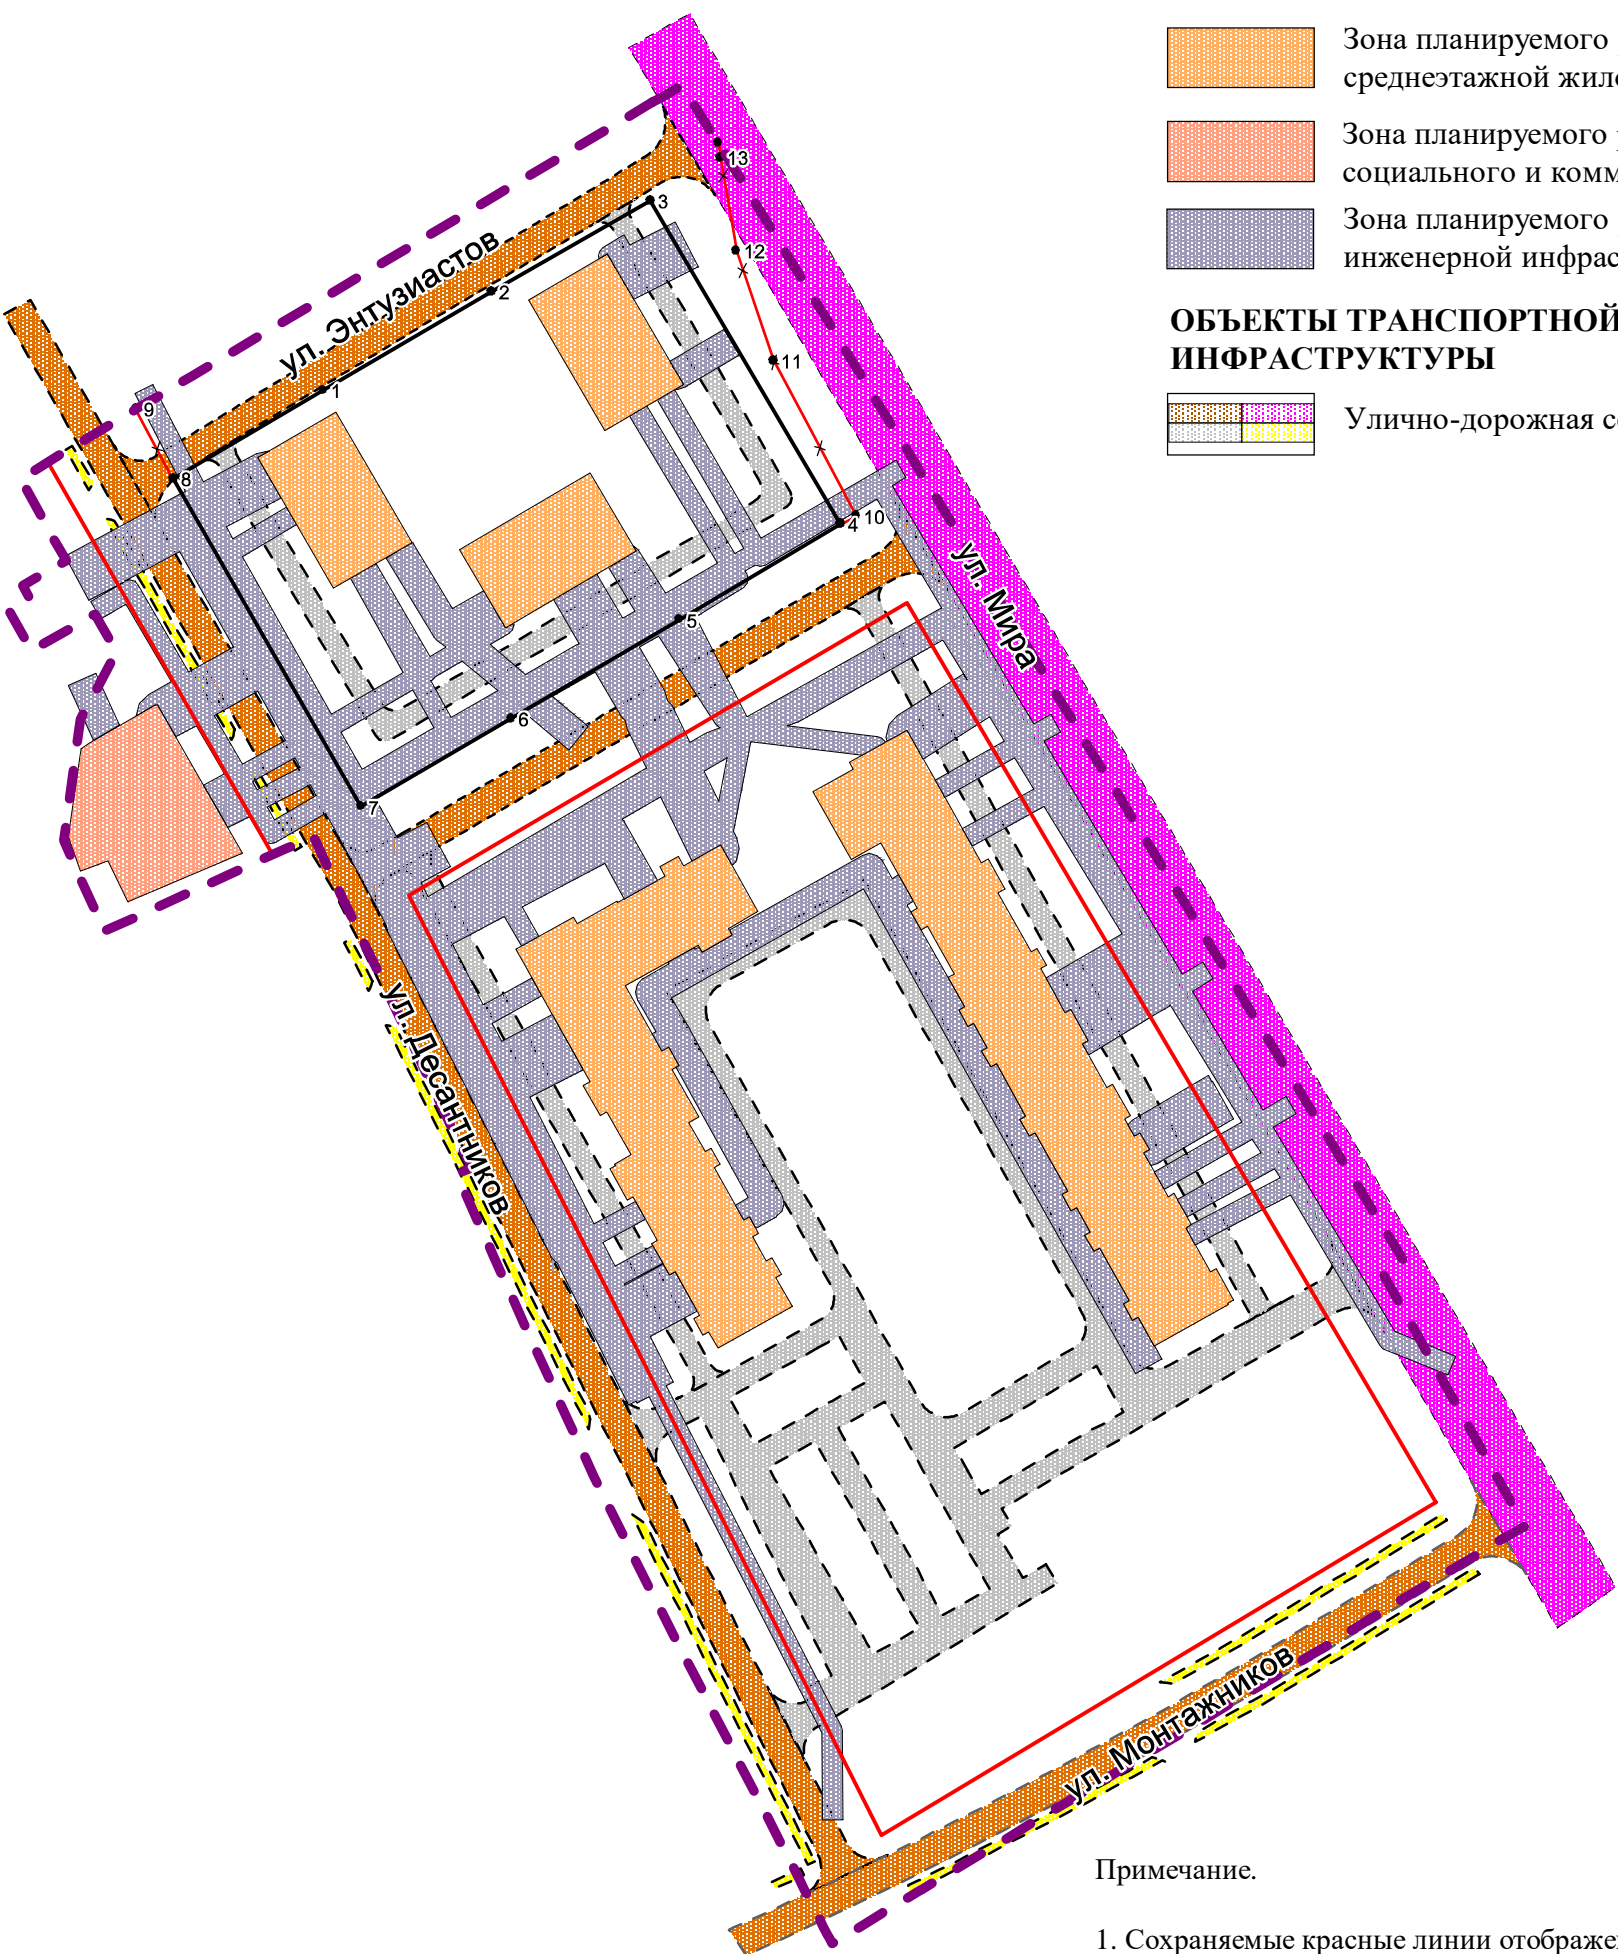 Зона планируемого
среднеэтажной жил
Зона планируемого
социального и комм
Зона планируемого
инженерной инфрас
ОБЪЕКТЫ ТРАНСПОРТНОЙ
ИНФРАСТРУКТУРЫ
Улично-дорожная с
13
3
12
ул. Энтузиастов
2
11
1
9
8
4
10
ул. Мира
5
6
7
ул. Десантников
ул. Монтажников
Примечание.
1. Сохраняемые красные линии отображе